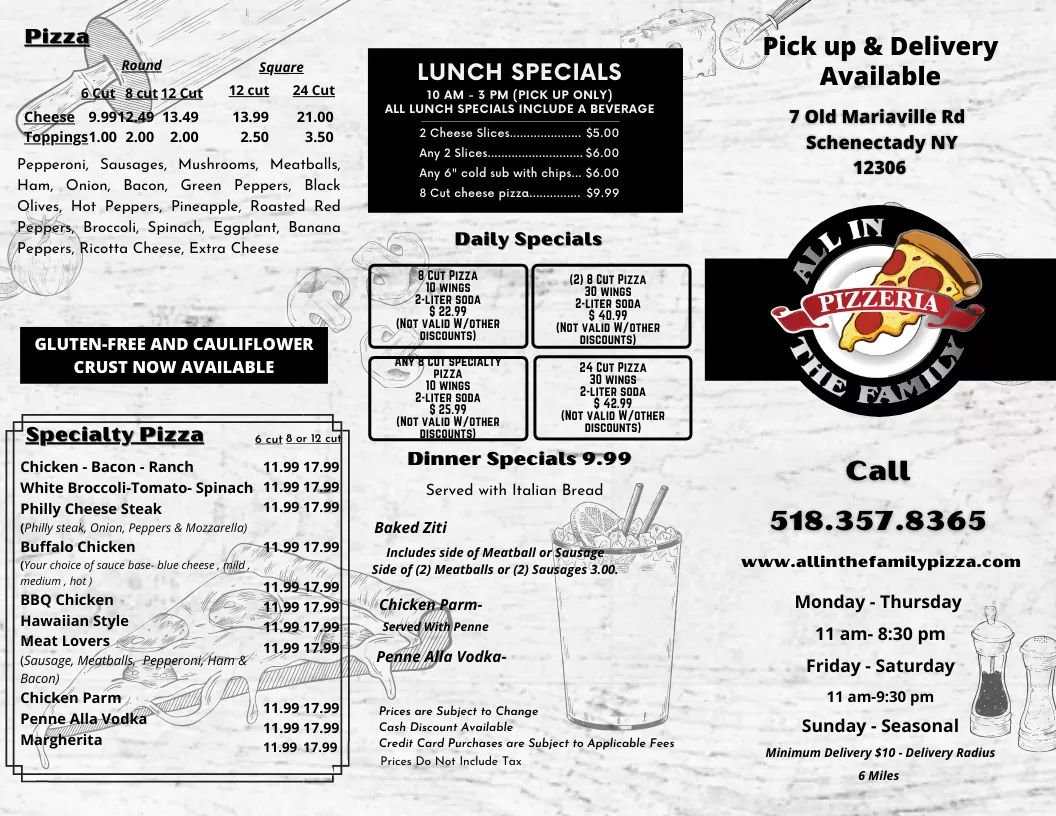 Pizza
Round Square
6 Cut 8 cut 12 Cut 12 cut 24 Cut
Cheese 9.99 12.49 13.49 13.99 21.00
Toppings 1.00 2.00 2.00 2.50 3.50
Pepperoni, Sausages, Mushrooms, Meatballs,
Ham, Onion, Bacon, Green Peppers, Black
Olives, Hot Peppers, Pineapple, Roasted Red
Peppers, Broccoli, Spinach, Eggplant, Banana
Peppers, Ricotta Cheese, Extra Cheese
GLUTEN-FREE AND CAULIFLOWER
CRUST NOW AVAILABLE
Specialty Pizza 6 cut 8 or 12 cut
Chicken - Bacon - Ranch 11.99 17.99
White Broccoli-Tomato- Spinach 11.99 17.99
Philly Cheese Steak 11.99 17.99
(Philly steak, Onion, Peppers & Mozzarella)
Buffalo Chicken 11.99 17.99
(Your choice of sauce base- blue cheese , mild ,
medium , hot )
11.99 17.99
BBQ Chicken 11.99 17.99
Hawaiian Style 11.99 17.99
Meat Lovers 11.99 17.99
(Sausage, Meatballs, Pepperoni, Ham &
Bacon)
Chicken Parm 11.99 17.99
Penne Alla Vodka 11.99 17.99
Margherita 11.99 17.99
LUNCH SPECIALS
10 AM - 3 PM (PICK UP ONLY)
ALL LUNCH SPECIALS INCLUDE A BEVERAGE
2 Cheese Slices..................... $5.00
Any 2 Slices............................ $6.00
Any 6" cold sub with chips... $6.00
8 Cut cheese pizza............... $9.99
Daily Specials
8 Cut Pizza
10 wings
2-liter soda
$ 22.99
(Not valid w/other
discounts)
(2) 8 Cut Pizza
30 wings
2-liter soda
$ 40.99
(Not valid w/other
discounts)
Any 8 cut specialty
pizza
10 wings
2-liter soda
$ 25.99
(Not valid w/other
discounts)
24 Cut Pizza
30 wings
2-liter soda
$ 42.99
(Not valid w/other
discounts)
Dinner Specials 9.99
Served with Italian Bread
Baked Ziti
Includes side of Meatball or Sausage
Side of (2) Meatballs or (2) Sausages 3.00.
Chicken Parm-
Served With Penne
Penne Alla Vodka-
Prices are Subject to Change
Cash Discount Available
Credit Card Purchases are Subject to Applicable Fees
Prices Do Not Include Tax
Pick up & Delivery
Available
7 Old Mariaville Rd
Schenectady NY
12306
ALL IN
PIZZERIA
THE FAMILY
Call
518.357.8365
www.allinthefamilypizza.com
Monday - Thursday
11 am- 8:30 pm
Friday - Saturday
11 am-9:30 pm
Sunday - Seasonal
Minimum Delivery $10 - Delivery Radius
6 Miles